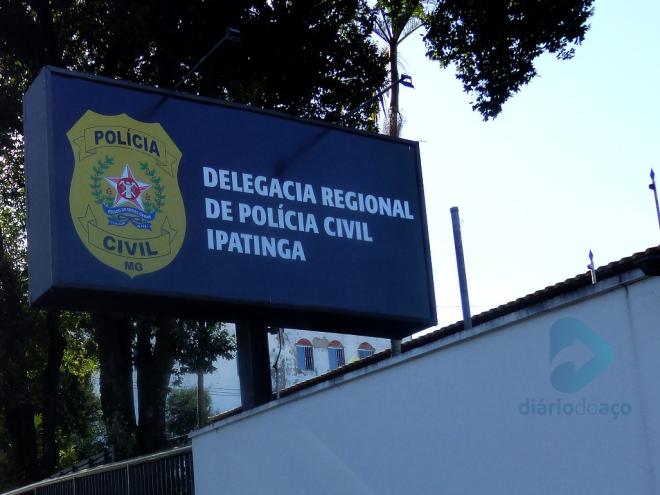 POLÍCIA
CIVIL
MG
DELEGACIA REGIONAL
DE POLÍCIA CIVIL
IPATINGA
diáriodoaço